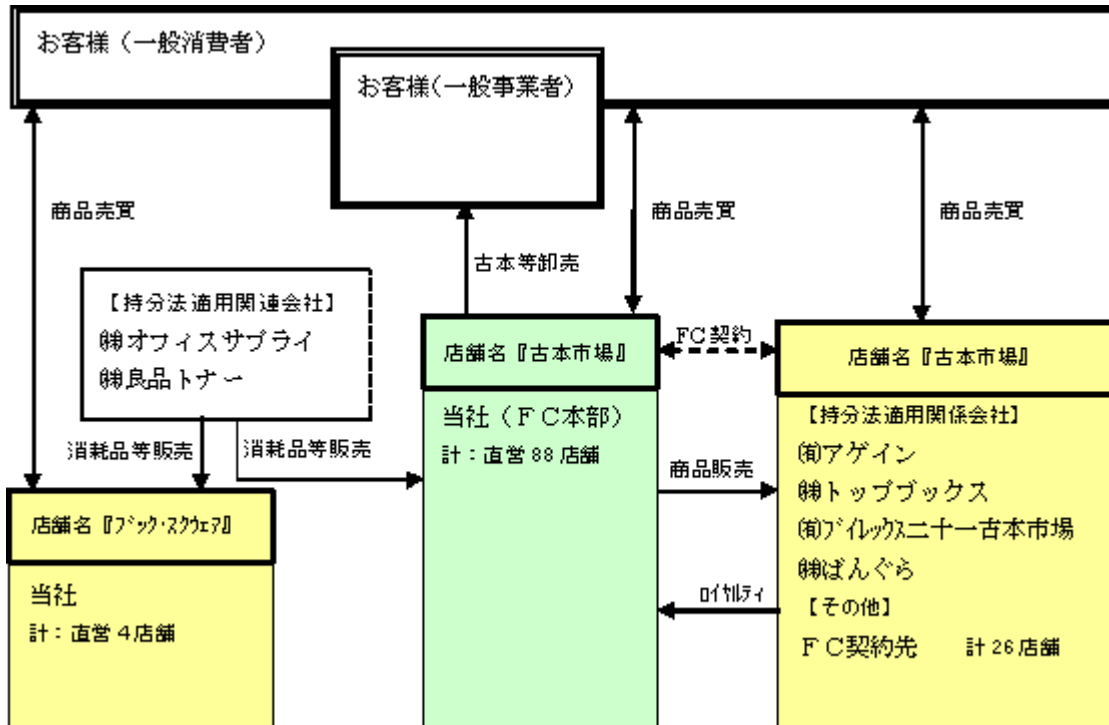 お客様（一般消費者）
お客様(一般事業者)
商品売買
商品売買
商品売買
古本等卸売
【持分法適用関連会社】
㈱オフィスサプライ
㈱良品トナー
消耗品等販売
消耗品等販売
店舗名『古本市場』
FC契約
店舗名『古本市場』
当社（ＦＣ本部）
計：直営88店舗
【持分法適用関係会社】
㈲アゲイン
㈱トップブックス
㈲ブイレックス二十一古本市場
㈱ぱんぐら
商品販売
ロイヤルティ
【その他】
ＦＣ契約先　計26店舗
店舗名『ブック・スクウェア』
当社
計：直営4店舗